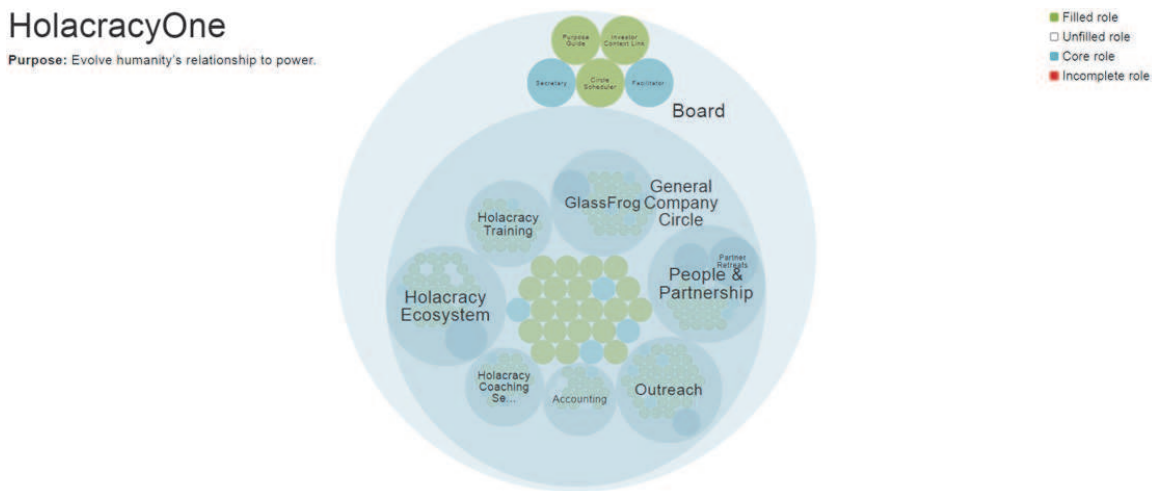 HolacracyOne
Purpose: Evolve humanity's relationship to power.
Filled role
Unfilled role
Core role
Incomplete role
Purpose
Guide
Investor
Context Link
Secretary
Circle
Scheduler
Facilitator
Board
General
Company
Circle
GlassFrog
Holacracy
Training
Partner
Retreats
People &
Partnership
Holacracy
Ecosystem
Holacracy
Coaching
Se...
Accounting
Outreach